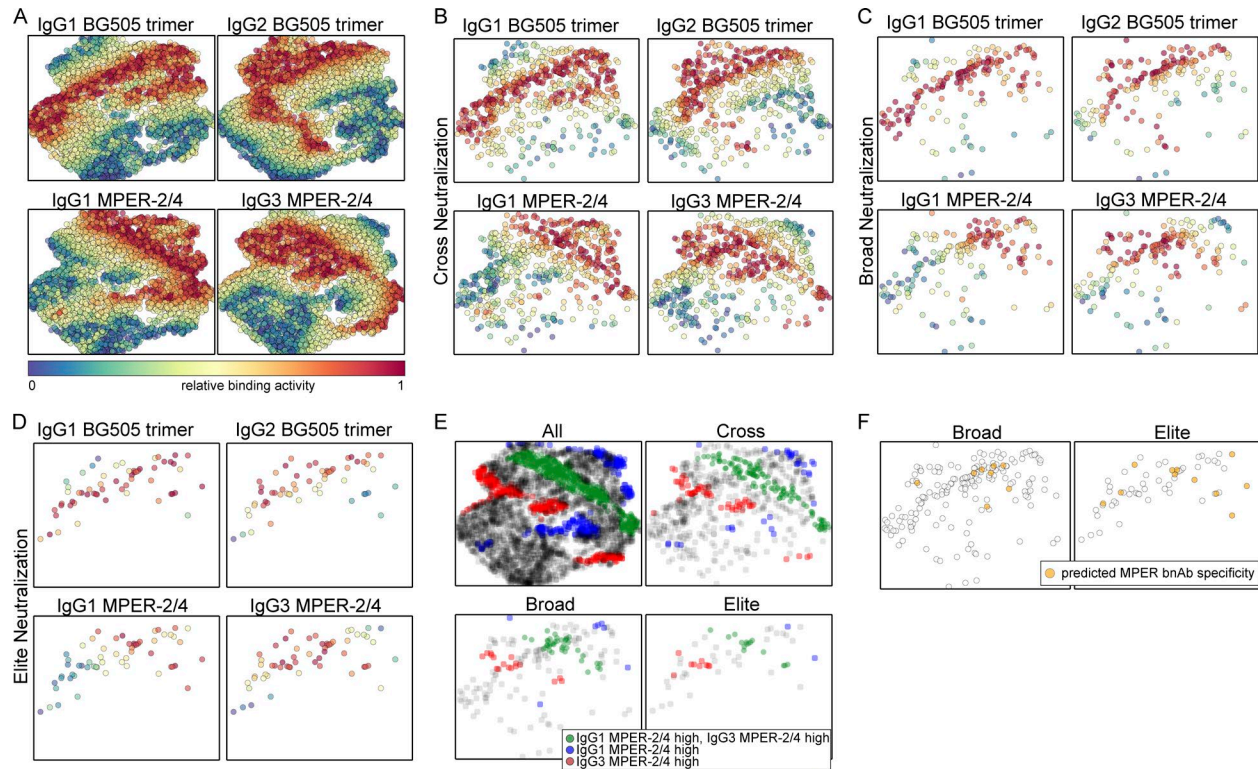 A
IgG1 BG505 trimer
IgG2 BG505 trimer
IgG1 MPER-2/4
IgG3 MPER-2/4
0
relative binding activity
1
B
IgG1 BG505 trimer
IgG2 BG505 trimer
Cross Neutralization
IgG1 MPER-2/4
IgG3 MPER-2/4
C
IgG1 BG505 trimer
IgG2 BG505 trimer
Broad Neutralization
IgG1 MPER-2/4
IgG3 MPER-2/4
D
IgG1 BG505 trimer
IgG2 BG505 trimer
Elite Neutralization
IgG1 MPER-2/4
IgG3 MPER-2/4
E
All
Cross
Broad
Elite
IgG1 MPER-2/4 high, IgG3 MPER-2/4 high
IgG1 MPER-2/4 high
IgG3 MPER-2/4 high
F
Broad
Elite
predicted MPER bnAb specificity